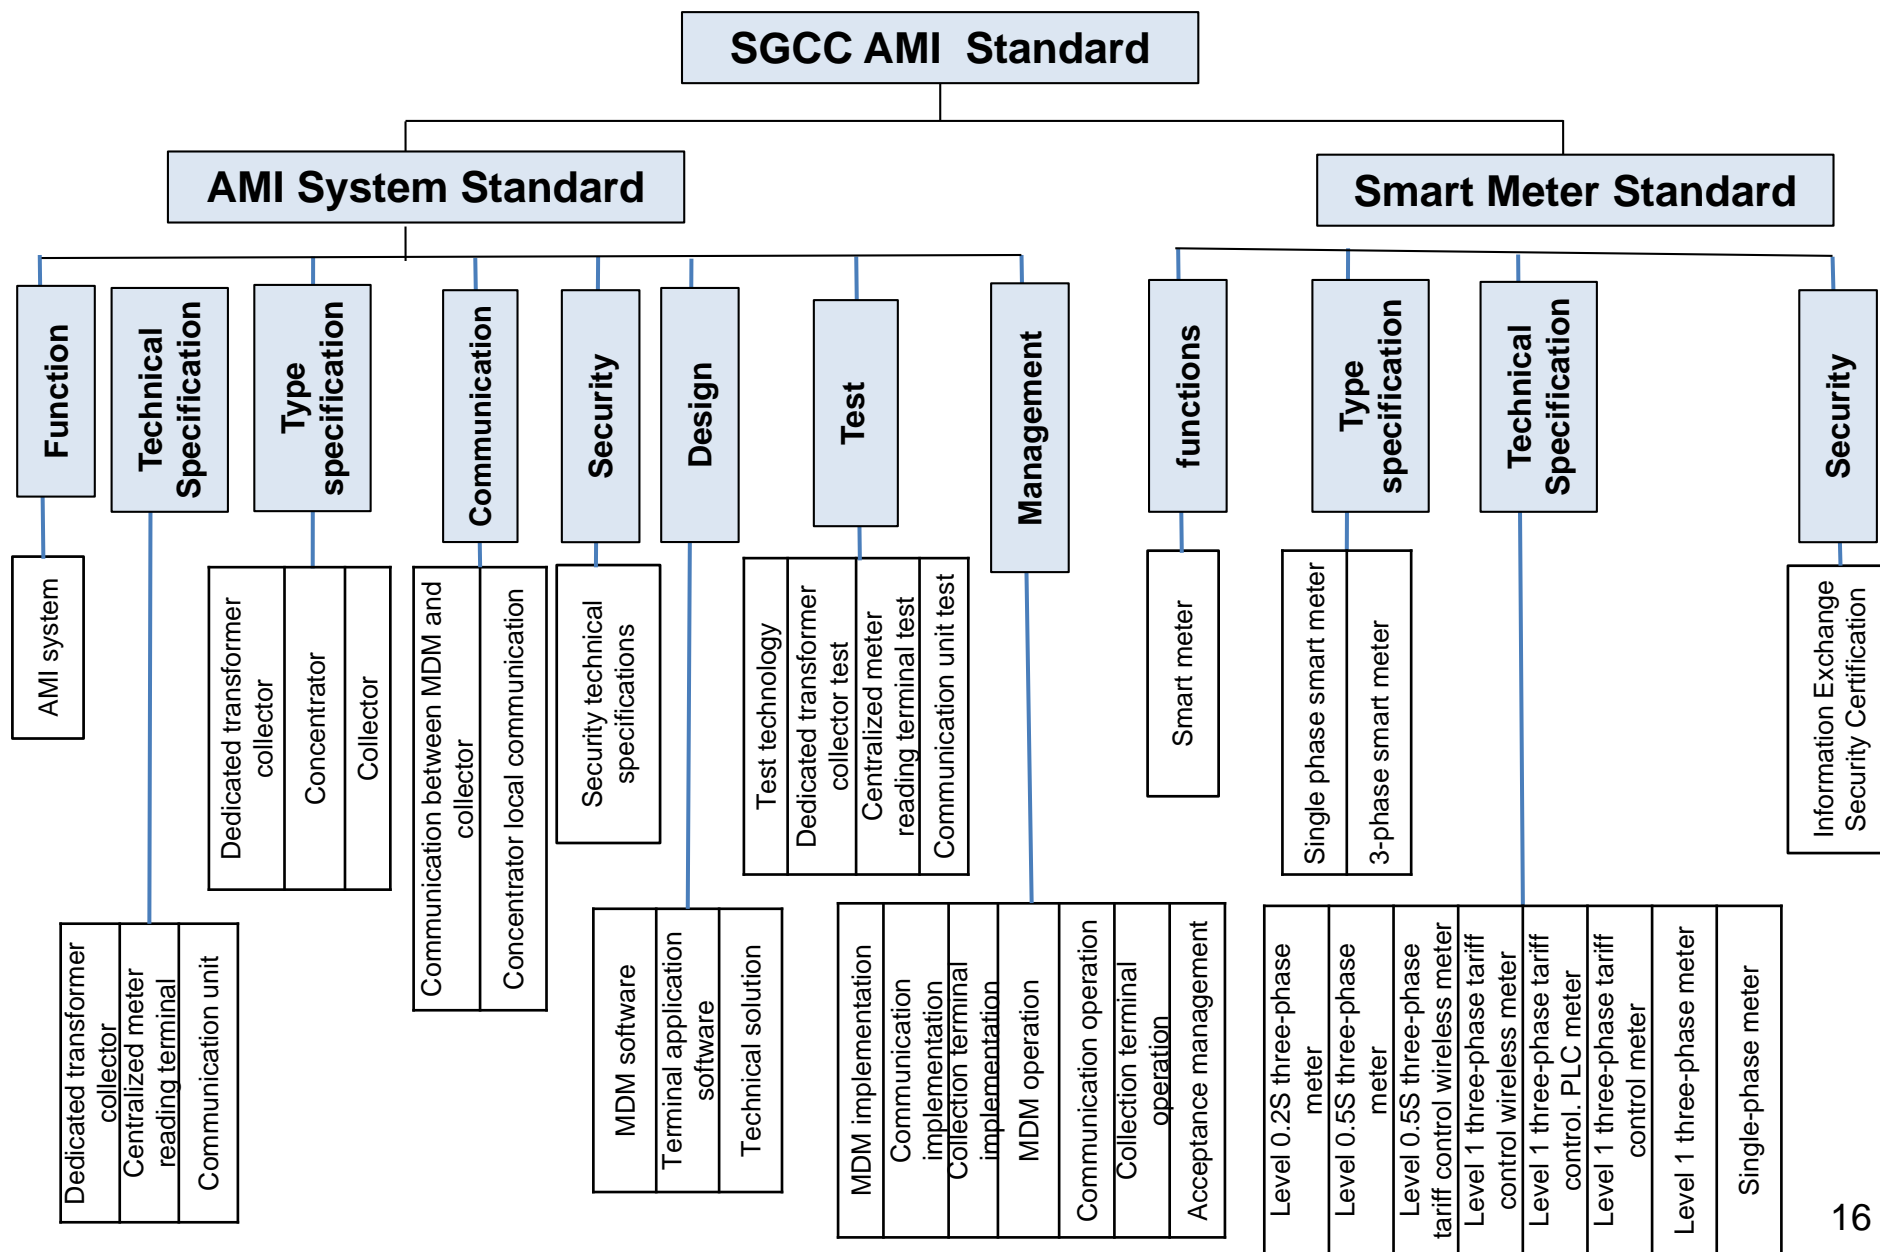 SGCC AMI  Standard
AMI System Standard
Smart Meter Standard
Function
Technical
Specification
Type
specification
Communication
Security
Design
Test
Management
functions
Type
specification
Technical
Specification
Security
AMI system
Dedicated transformer
collector
Centralized meter
reading terminal
Communication unit
Dedicated transformer
collector
Concentrator
Collector
Communication between MDM and
collector
Concentrator local communication
Security technical
specifications
MDM software
Terminal application
software
Technical solution
Test technology
Dedicated transformer
collector test
Centralized meter
reading terminal test
Communication unit test
MDM implementation
Communication
implementation
Collection terminal
implementation
MDM operation
Communication operation
Collection terminal
operation
Acceptance management
Smart meter
Single phase smart meter
3-phase smart meter
Level 0.2S three-phase
meter
Level 0.5S three-phase
meter
Level 0.5S three-phase
tariff control wireless meter
Level 1 three-phase tariff
control wireless meter
Level 1 three-phase tariff
control. PLC meter
Level 1 three-phase tariff
control meter
Level 1 three-phase meter
Single-phase meter
Information Exchange
Security Certification
16